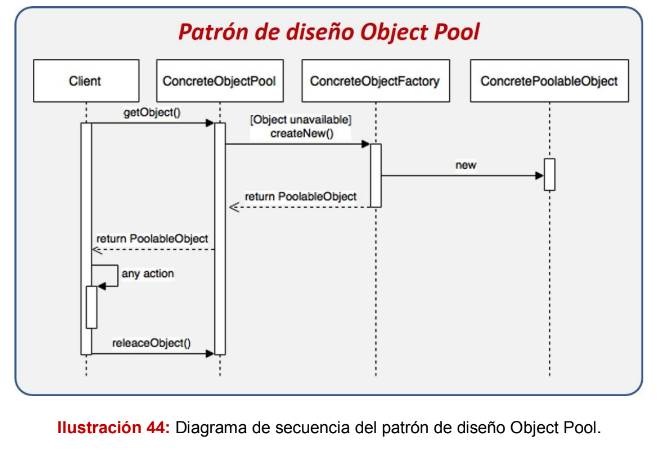 Patrón de diseño Object Pool
Client
ConcreteObjectPool
ConcreteObjectFactory
ConcretePoolableObject
getObject()
[Object unavailable]
createNew()
new
return PoolableObject
return PoolableObject
any action
releaceObject()
Ilustración 44: Diagrama de secuencia del patrón de diseño Object Pool.